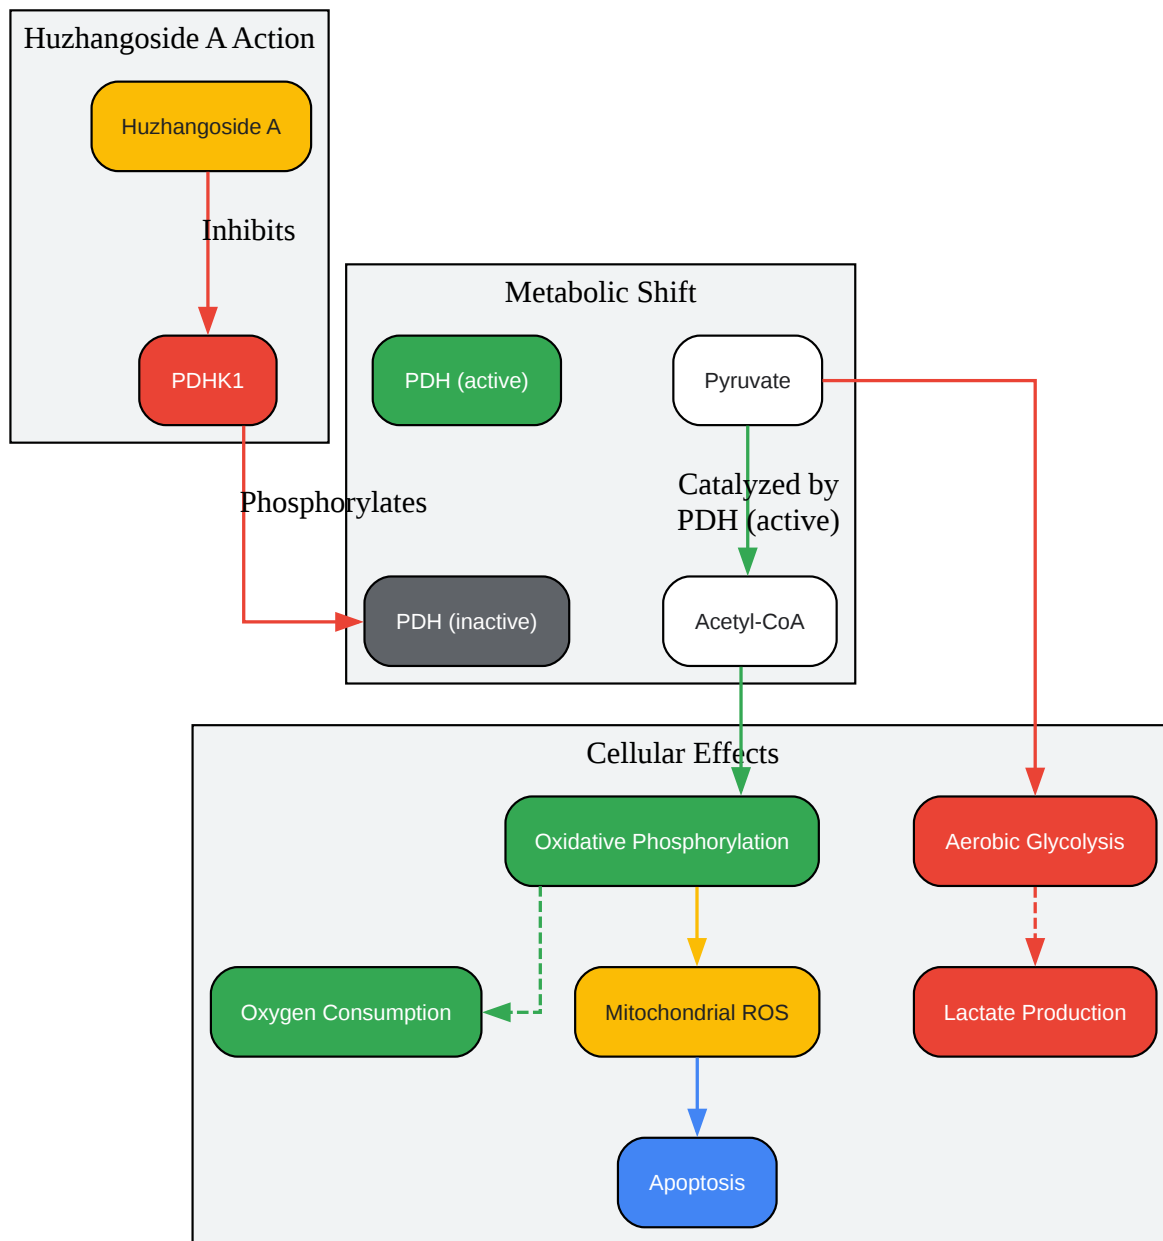 Huzhangoside A Action
Huzhangoside A
Inhibits
PDHK1
Metabolic Shift
PDH (active)
Pyruvate
Phosphorylates
Catalyzed by
PDH (active)
PDH (inactive)
Acetyl-CoA
Cellular Effects
Oxidative Phosphorylation
Aerobic Glycolysis
Oxygen Consumption
Mitochondrial ROS
Lactate Production
Apoptosis